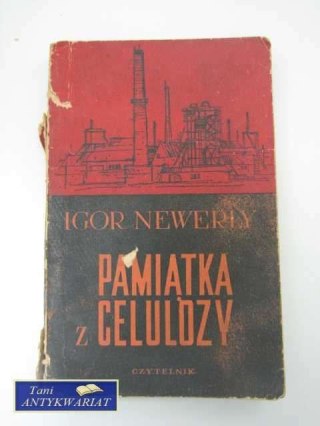 IGOR NEWERLY
PAMIĄTKA
z CELULOZY
CZYTELNIK
Tani
ANTYKWARIAT